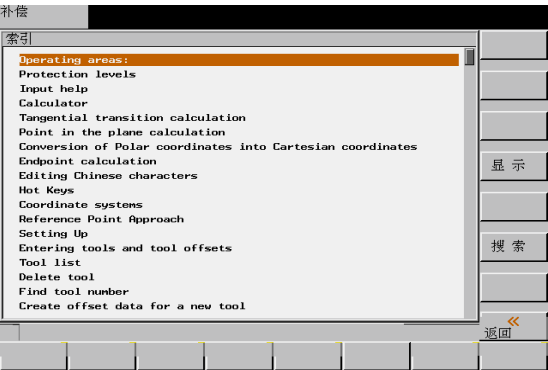 补偿
索引
Operating areas:
Protection levels
Input help
Calculator
Tangential transition calculation
Point in the plane calculation
Conversion of Polar coordinates into Cartesian coordinates
Endpoint calculation
Editing Chinese characters
Hot Keys
Coordinate systems
Reference Point Approach
Setting Up
Entering tools and tool offsets
Tool list
Delete tool
Find tool number
Create offset data for a new tool
显示
搜索
返回